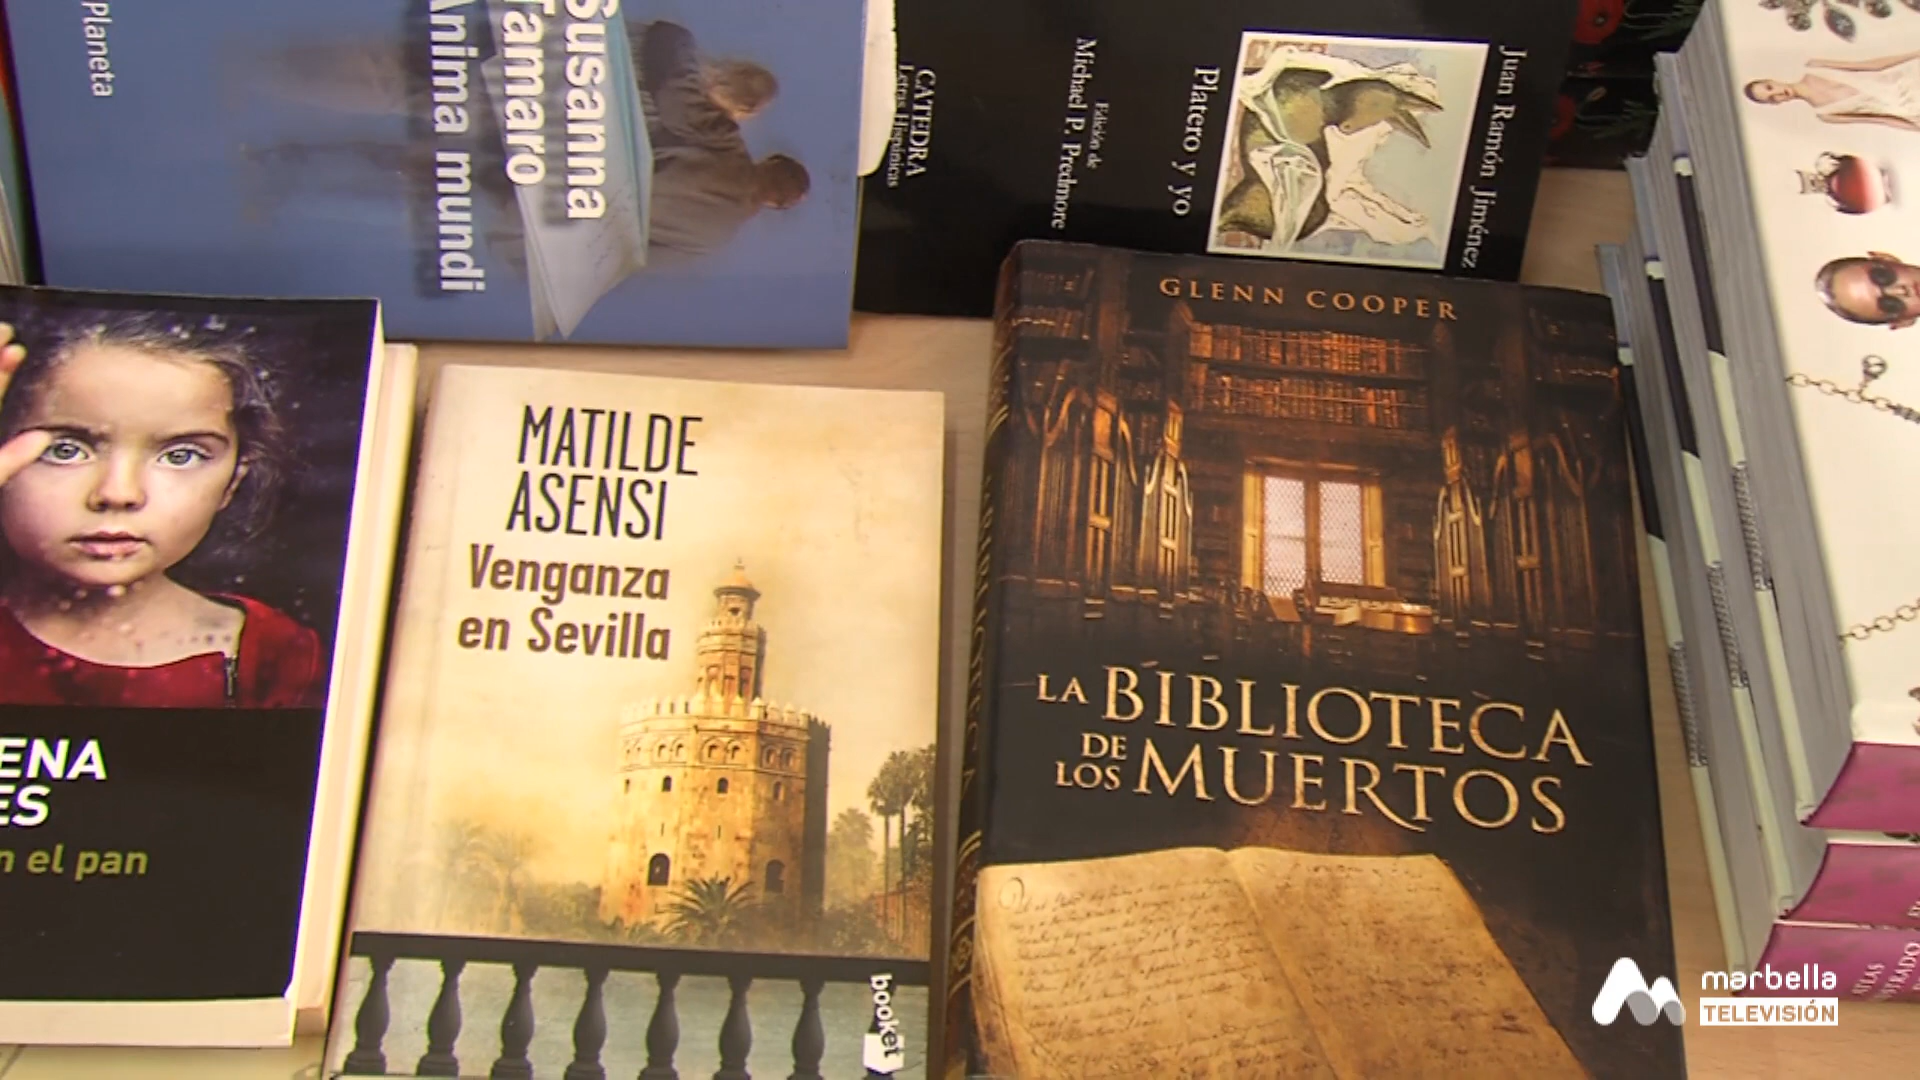 Planeta
Susanna
Tamaro
Anima mundi
CATEDRA
Letras Hispánicas
Edición de
Michael P. Predmore
Platero y yo
Juan Ramón Jiménez
ENA
ES
n el pan
MATILDE
ASENSI
Venganza
en Sevilla
booket
GLENN COOPER
LA BIBLIOTECA
DE
LOS MUERTOS
marbella
TELEVISIÓN